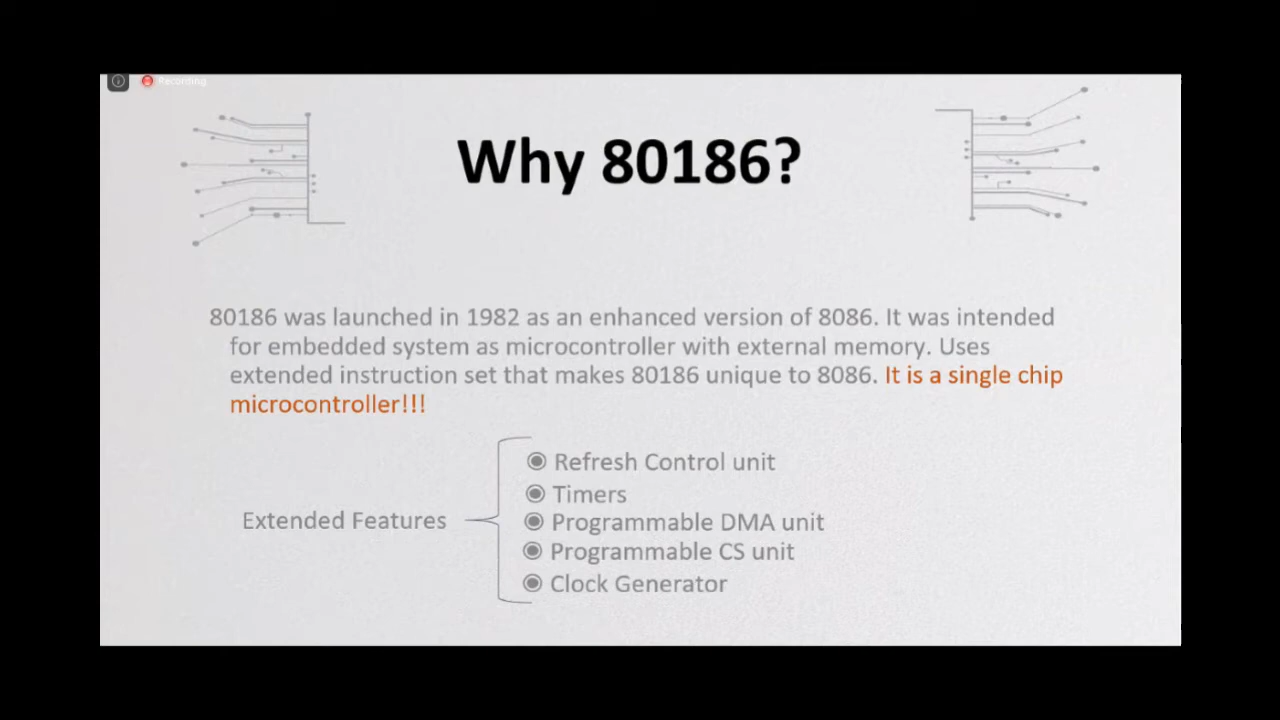 Recording
Why 80186?
80186 was launched in 1982 as an enhanced version of 8086. It was intended
for embedded system as microcontroller with external memory. Uses
extended instruction set that makes 80186 unique to 8086. It is a single chip
microcontroller!!!
Extended Features
Refresh Control unit
Timers
Programmable DMA unit
Programmable CS unit
Clock Generator